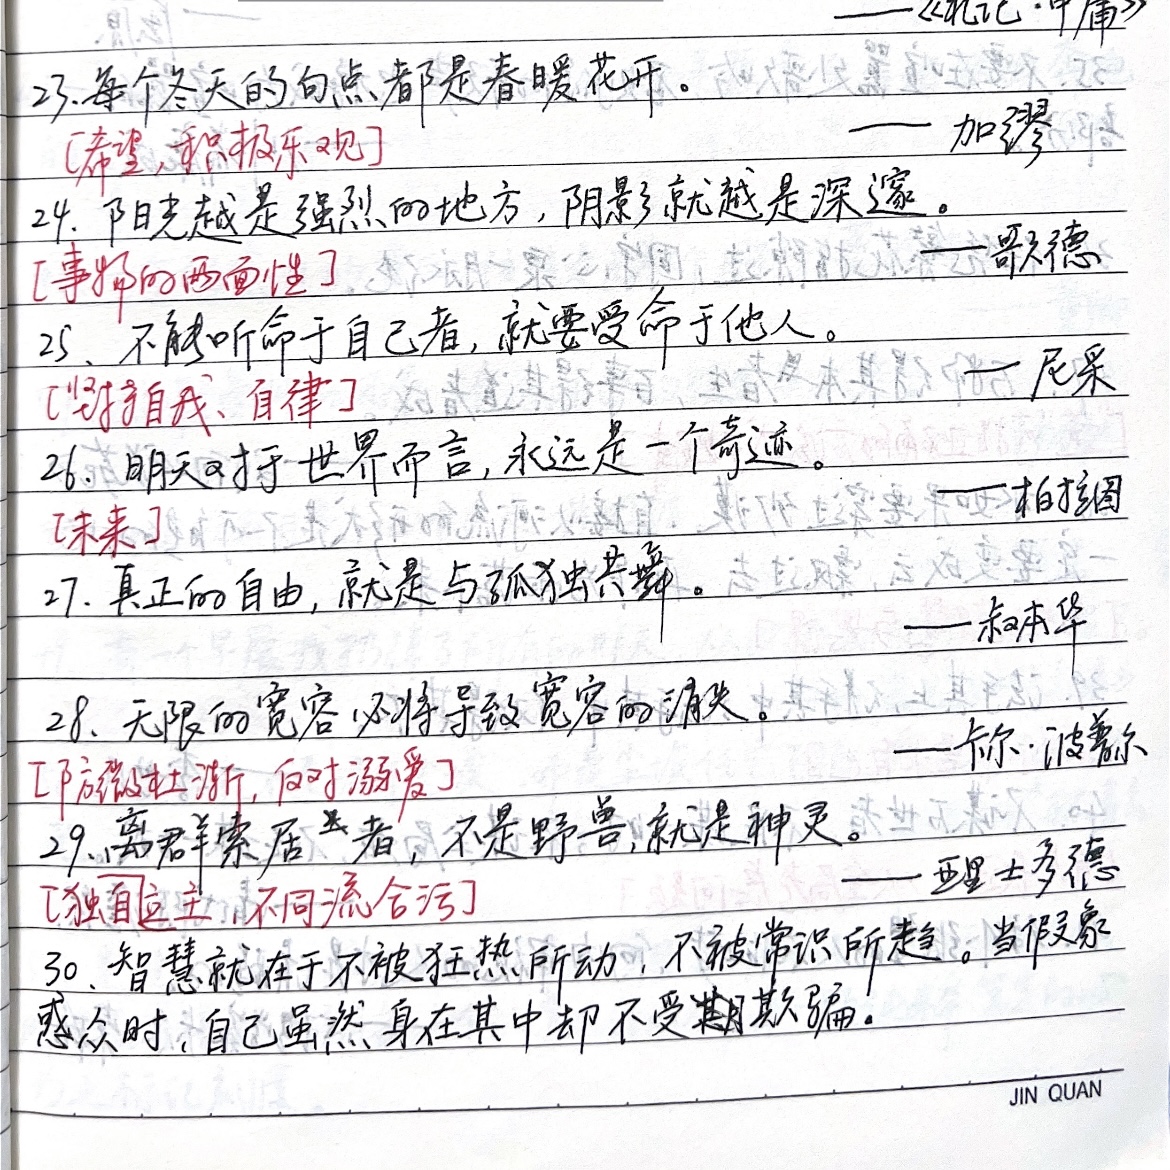 ——《礼记·中庸》
23.每个冬天的句点都是春暖花开。
——加缪
[希望,积极乐观]
24.阳光越是强烈的地方,阴影就越是深邃。
——歌德
[事物的两面性]
25、不能听命于自己者,就要受命于他人。
—尼采
[坚持自我、自律]
26、明天对于世界而言,永远是一个奇迹。
——柏拉图
[未来]
27、真正的自由,就是与孤独共舞。
——叔本华
28、无限的宽容必将导致宽容的消失。
——卡尔·波普尔
[防微杜渐,反对溺爱]
29、离群索居者,不是野兽,就是神灵。
——亚里士多德
[独自立主,不同流合污]
30、智慧就在于不被狂热所动,不被常识所趋。当假象
惑众时,自己虽然身在其中却不受欺骗。
JIN QUAN